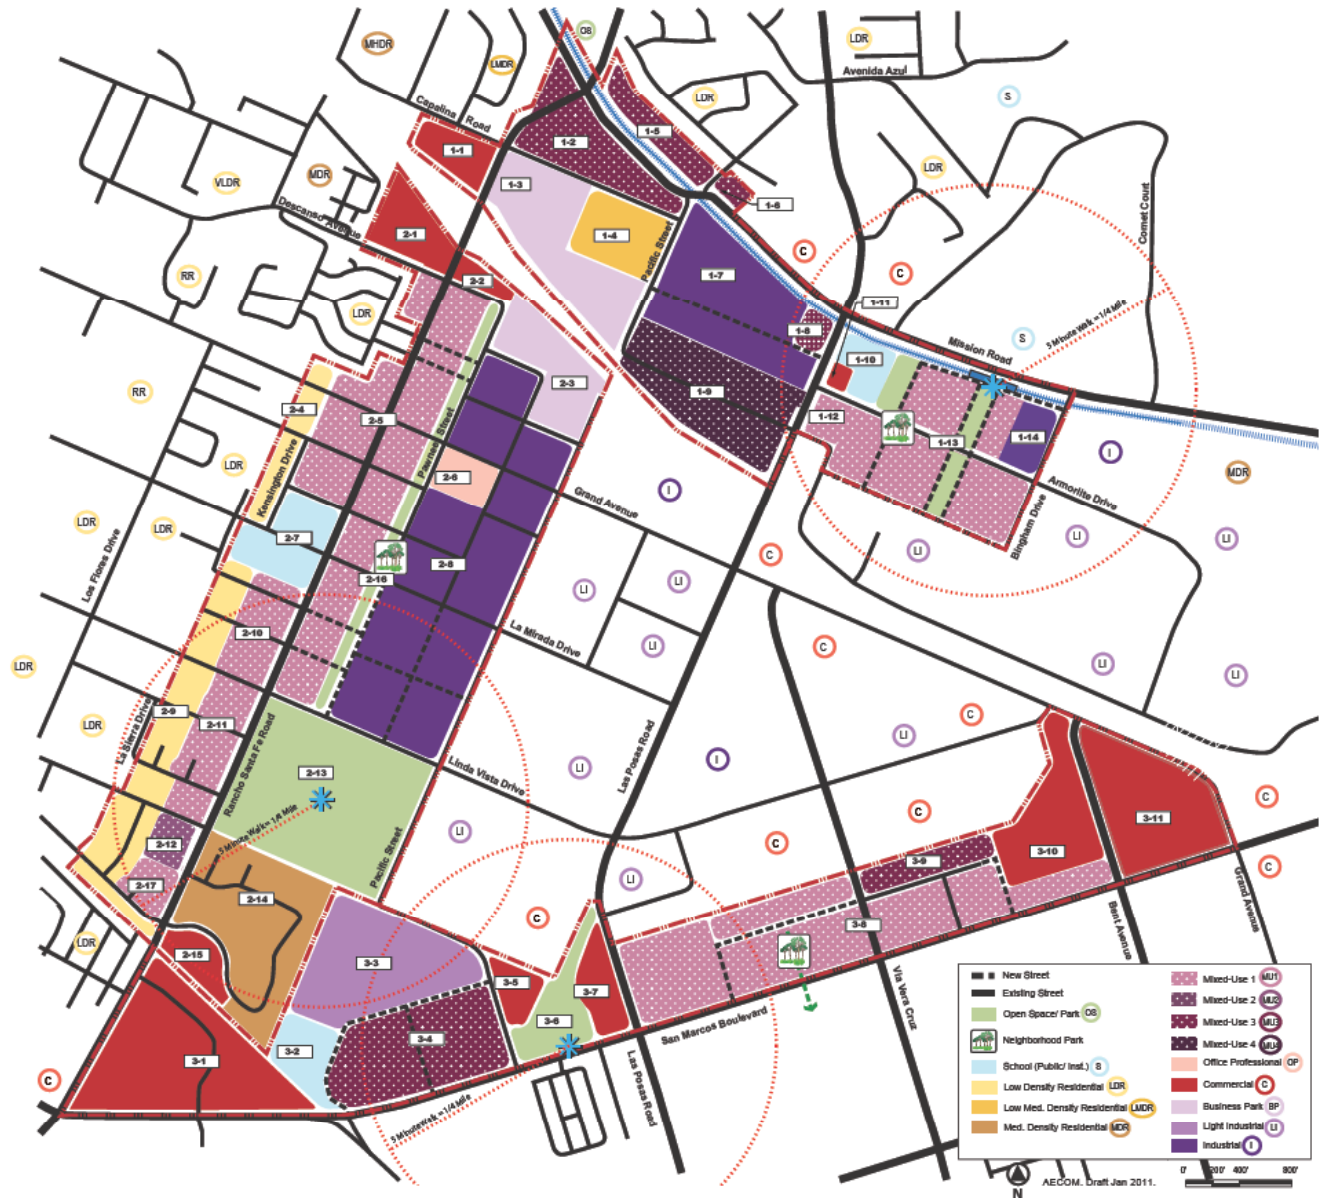 OS
MHDR
LMDR
LDR
Avenida Azul
LDR
S
Capalina Road
1-5
1-2
1-1
LDR
MDR
VLDR
1-3
1-6
Descanso Avenue
2-1
1-4
Pacific Street
Comet Court
C
C
RR
1-7
2-2
1-11
LDR
1-8
S
5 Minute Walk = 1/4 Mile
Mission Road
1-10
2-3
RR
1-9
2-4
2-5
1-12
1-13
1-14
Pawnee Street
I
LDR
Kensington Drive
2-6
I
MDR
Grand Avenue
Armorlite Drive
LDR
LDR
2-7
Bingham Drive
LI
LI
LI
Los Flores Drive
C
2-8
2-16
LI
LI
2-10
La Mirada Drive
LI
C
LDR
LI
LI
2-9
2-11
LDR
La Sierra Drive
Rancho Santa Fe Road
C
LI
Las Posas Road
I
LI
Linda Vista Drive
2-13
5 Minute Walk = 1/4 Mile
C
C
3-11
LI
C
2-12
Pacific Street
3-10
3-9
C
2-17
LI
2-14
Grand Avenue
C
3-8
Bent Avenue
LDR
2-15
3-3
3-5
3-7
Via Vera Cruz
3-6
3-4
San Marcos Boulevard
3-2
3-1
C
Las Posas Road
5 Minute Walk = 1/4 Mile
New Street
Existing Street
Open Space/ Park OS
Neighborhood Park
School (Public/ Inst.) S
Low Density Residential LDR
Low Med. Density Residential LMDR
Med. Density Residential MDR
Mixed-Use 1 MU1
Mixed-Use 2 MU2
Mixed-Use 3 MU3
Mixed-Use 4 MU4
Office Professional OP
Commercial C
Business Park BP
Light Industrial LI
Industrial I
N
AECOM. Draft Jan 2011.
0' 200' 400' 800'